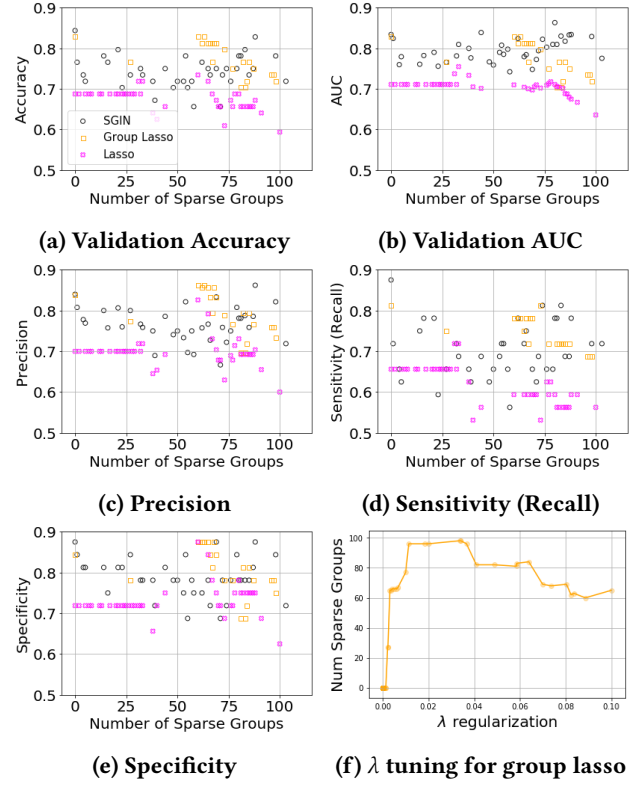 0.9
0.8
0.7
0.6
0.5
Accuracy
SGIN
Group Lasso
Lasso
0 25 50 75 100
Number of Sparse Groups
(a) Validation Accuracy
0.9
0.8
0.7
0.6
0.5
AUC
0 25 50 75 100
Number of Sparse Groups
(b) Validation AUC
0.9
0.8
0.7
0.6
0.5
Precision
0 25 50 75 100
Number of Sparse Groups
(c) Precision
0.9
0.8
0.7
0.6
0.5
Sensitivity (Recall)
0 25 50 75 100
Number of Sparse Groups
(d) Sensitivity (Recall)
0.9
0.8
0.7
0.6
0.5
Specificity
0 25 50 75 100
Number of Sparse Groups
(e) Specificity
100
80
60
40
20
0
Num Sparse Groups
0.00 0.02 0.04 0.06 0.08 0.10
λ regularization
(f) λ tuning for group lasso